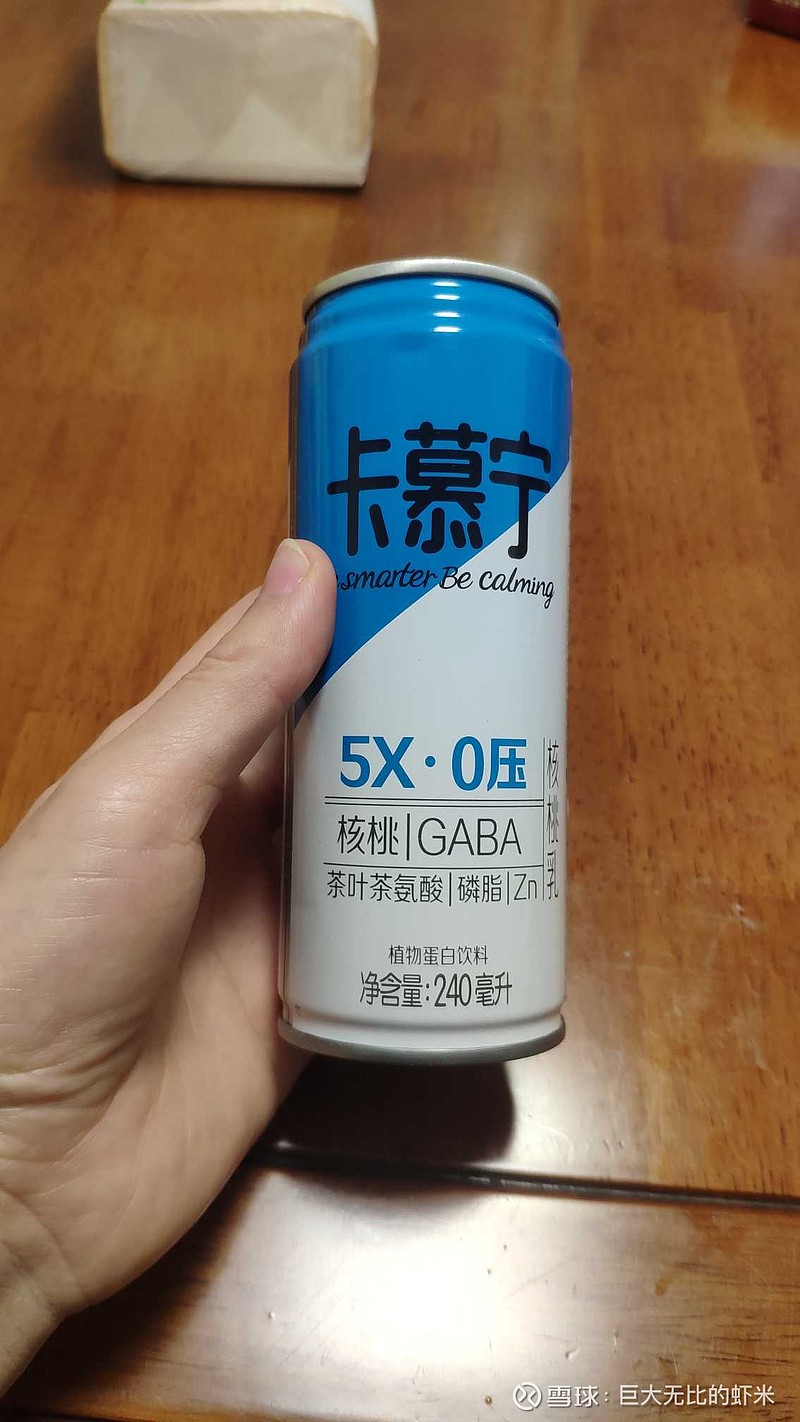 卡慕宁
smarter Be calming
5X·0压
核桃乳
核桃|GABA
茶叶茶氨酸|磷脂|Zn
植物蛋白饮料
净含量:240毫升
雪球:巨大无比的虾米